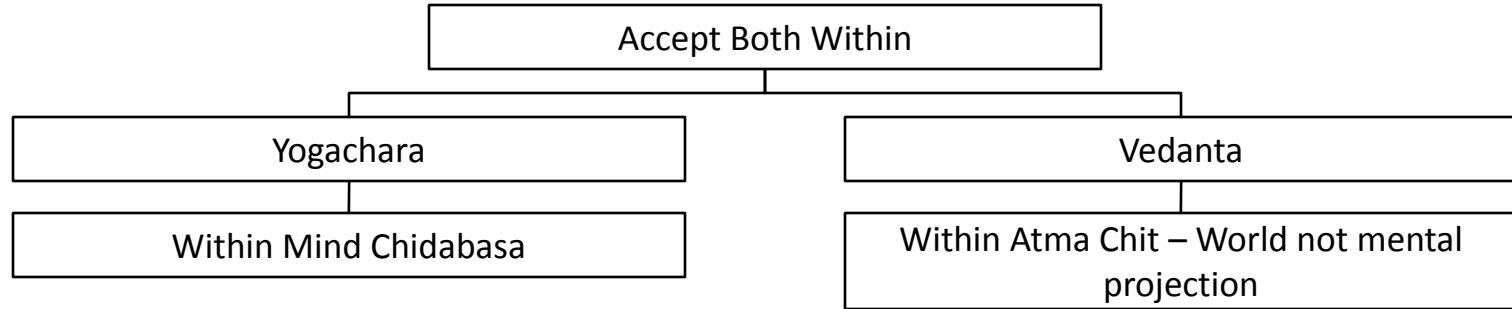 Accept Both Within
Yogachara
Vedanta
Within Mind Chidabasa
Within Atma Chit – World not mental
projection